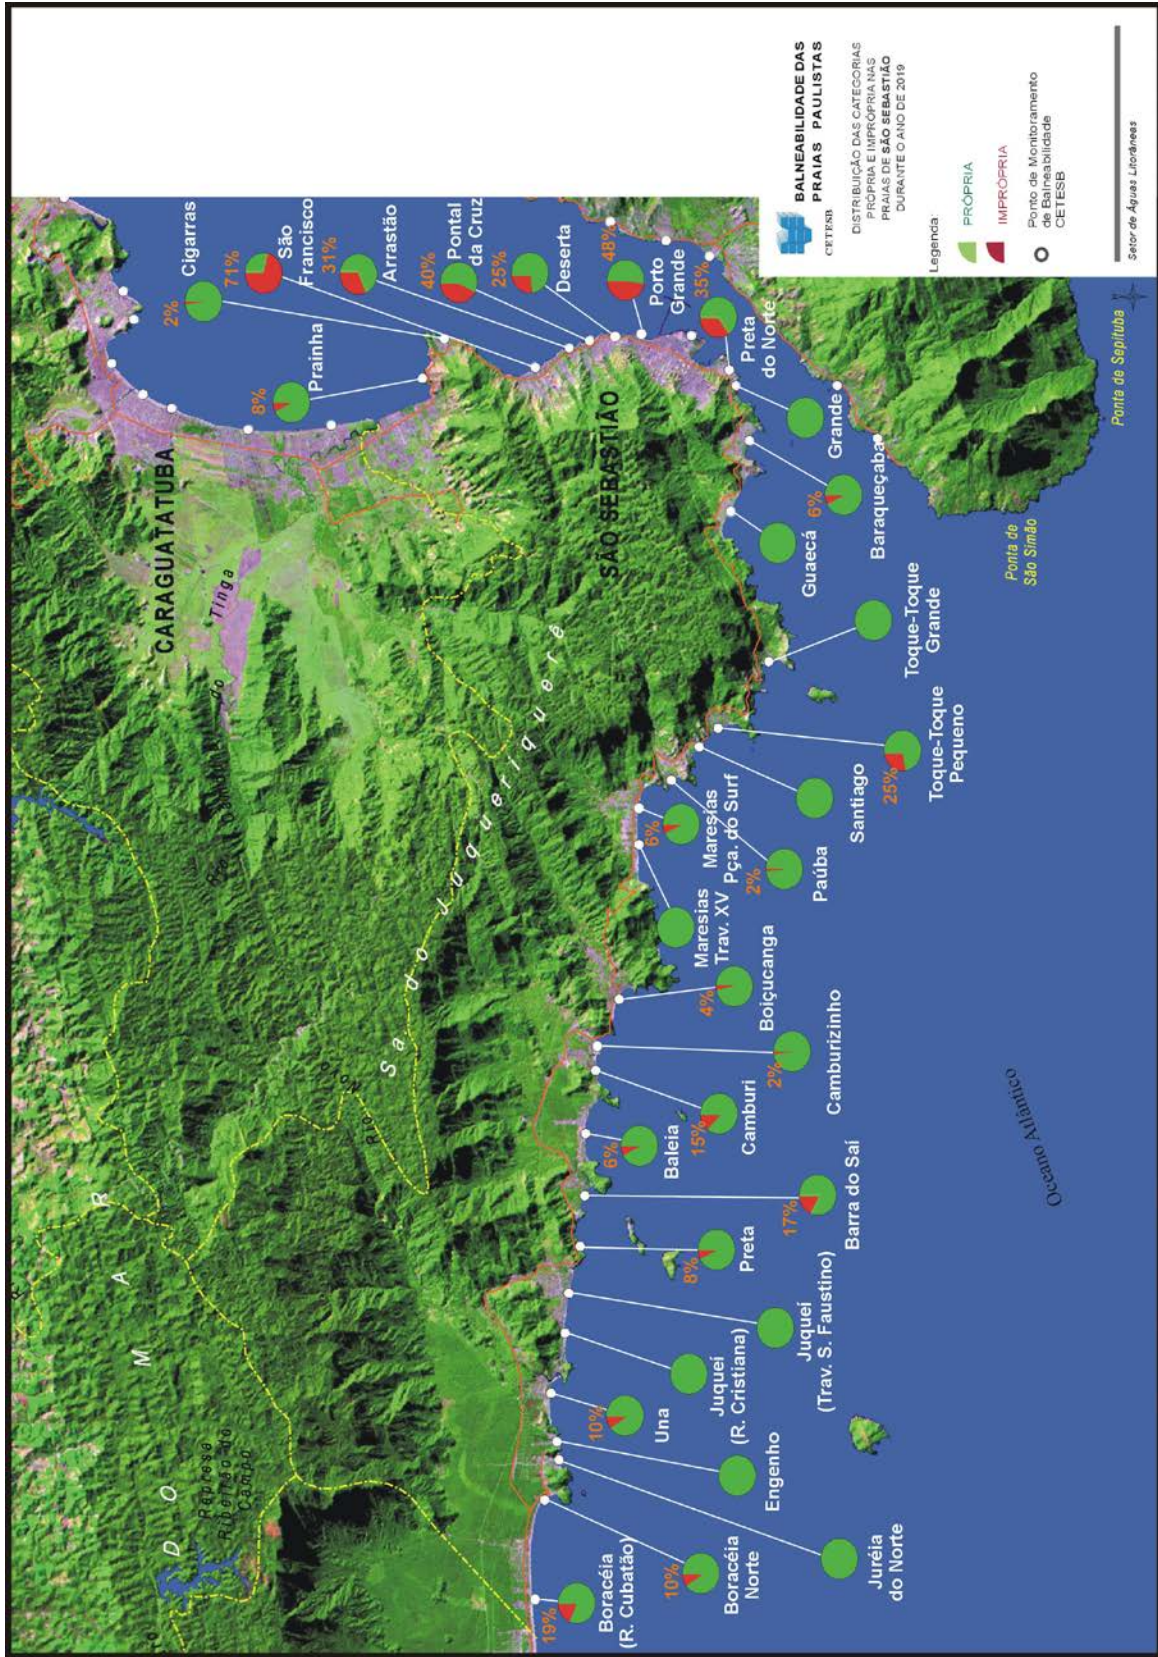 CETESB
BALNEABILIDADE DAS
PRAIAS PAULISTAS
DISTRIBUIÇÃO DAS CATEGORIAS
PRÓPRIA E IMPRÓPRIA NAS
PRAIAS DE SÃO SEBASTIÃO
DURANTE O ANO DE 2019
Legenda:
PRÓPRIA
IMPRÓPRIA
Ponto de Monitoramento
de Balneabilidade
CETESB
Setor de Águas Litorâneas
CARAGUATATUBA
SÃO SEBASTIÃO
Tinga
S a do J u q u e r i q u e r ê
D O
M A R
Represa
Ribeirão do
Campo
Rio Novo
Oceano Atlântico
Ponta de
São Simão
Ponta de Sepituba
19%
Boracéia
(R. Cubatão)
10%
Boracéia
Norte
Juréia
do Norte
Engenho
10%
Una
Juqueí
(R. Cristiana)
Juqueí
(Trav. S. Faustino)
8%
Preta
17%
Barra do Saí
6%
Baleia
15%
Camburi
2%
Camburizinho
4%
Boiçucanga
Maresias
Trav. XV
6%
Maresias
Pça. do Surf
2%
Paúba
Santiago
25%
Toque-Toque
Pequeno
Toque-Toque
Grande
Guaecá
6%
Baraqueçaba
Grande
35%
Preta
do Norte
48%
Porto
Grande
25%
Deserta
40%
Pontal
da Cruz
31%
Arrastão
71%
São
Francisco
2%
Cigarras
8%
Prainha